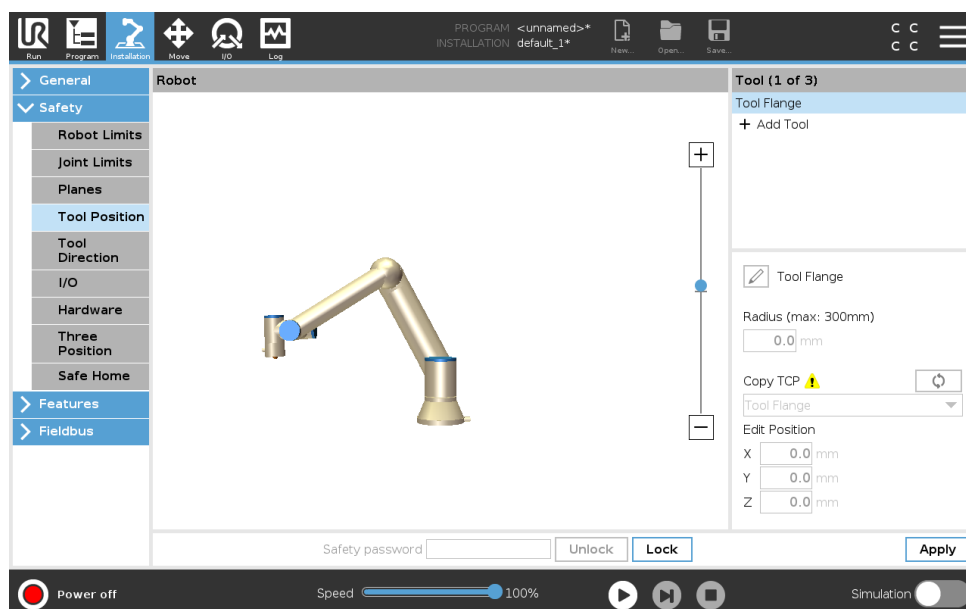 PROGRAM <unnamed>*
INSTALLATION default_1*
UR
Run
Program
Installation
Move
I/O
Log
New...
Open...
Save...
C C
C C
General
Safety
Robot Limits
Joint Limits
Planes
Tool Position
Tool
Direction
I/O
Hardware
Three
Position
Safe Home
Features
Fieldbus
Robot
+
−
Tool (1 of 3)
Tool Flange
+ Add Tool
Tool Flange
Radius (max: 300mm)
0.0 mm
Copy TCP
Tool Flange
Edit Position
X 0.0 mm
Y 0.0 mm
Z 0.0 mm
Safety password Unlock Lock Apply
Power off Speed 100% Simulation